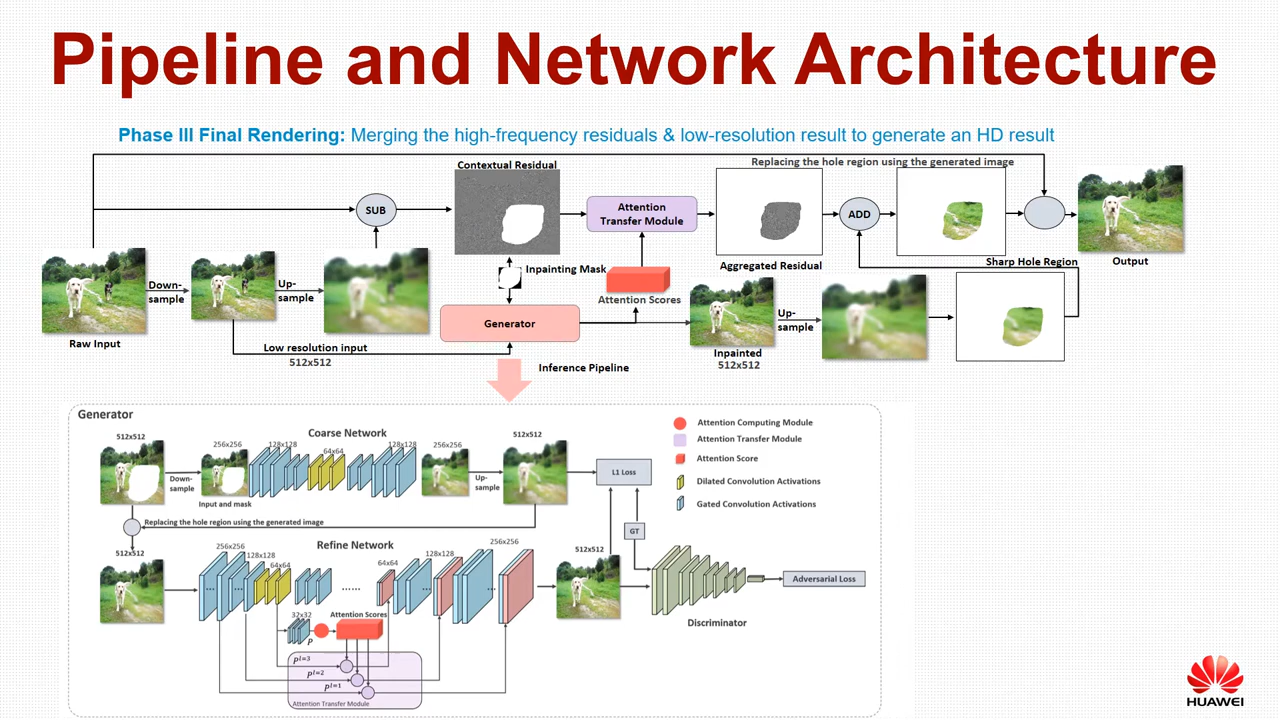 Pipeline and Network Architecture
Phase III Final Rendering: Merging the high-frequency residuals & low-resolution result to generate an HD result
Contextual Residual
Replacing the hole region using the generated image
SUB
Attention
Transfer Module
ADD
Inpainting Mask
Aggregated Residual
Sharp Hole Region
Output
Down-
sample
Up-
sample
Attention Scores
Generator
Up-
sample
Raw Input
Low resolution input
512x512
Inpainted
512x512
Inference Pipeline
Generator
Coarse Network
512x512
256x256
128x128
64x64
128x128
256x256
512x512
Down-
sample
Input and mask
Up-
sample
L1 Loss
Attention Computing Module
Attention Transfer Module
Attention Score
Dilated Convolution Activations
Gated Convolution Activations
Replacing the hole region using the generated image
GT
Refine Network
512x512
256x256
128x128
64x64
...
...
......
64x64
128x128
...
256x256
...
512x512
Adversarial Loss
Discriminator
32x32
P
Attention Scores
P^{l=3}
P^{l=2}
P^{l=1}
Attention Transfer Module
HUAWEI